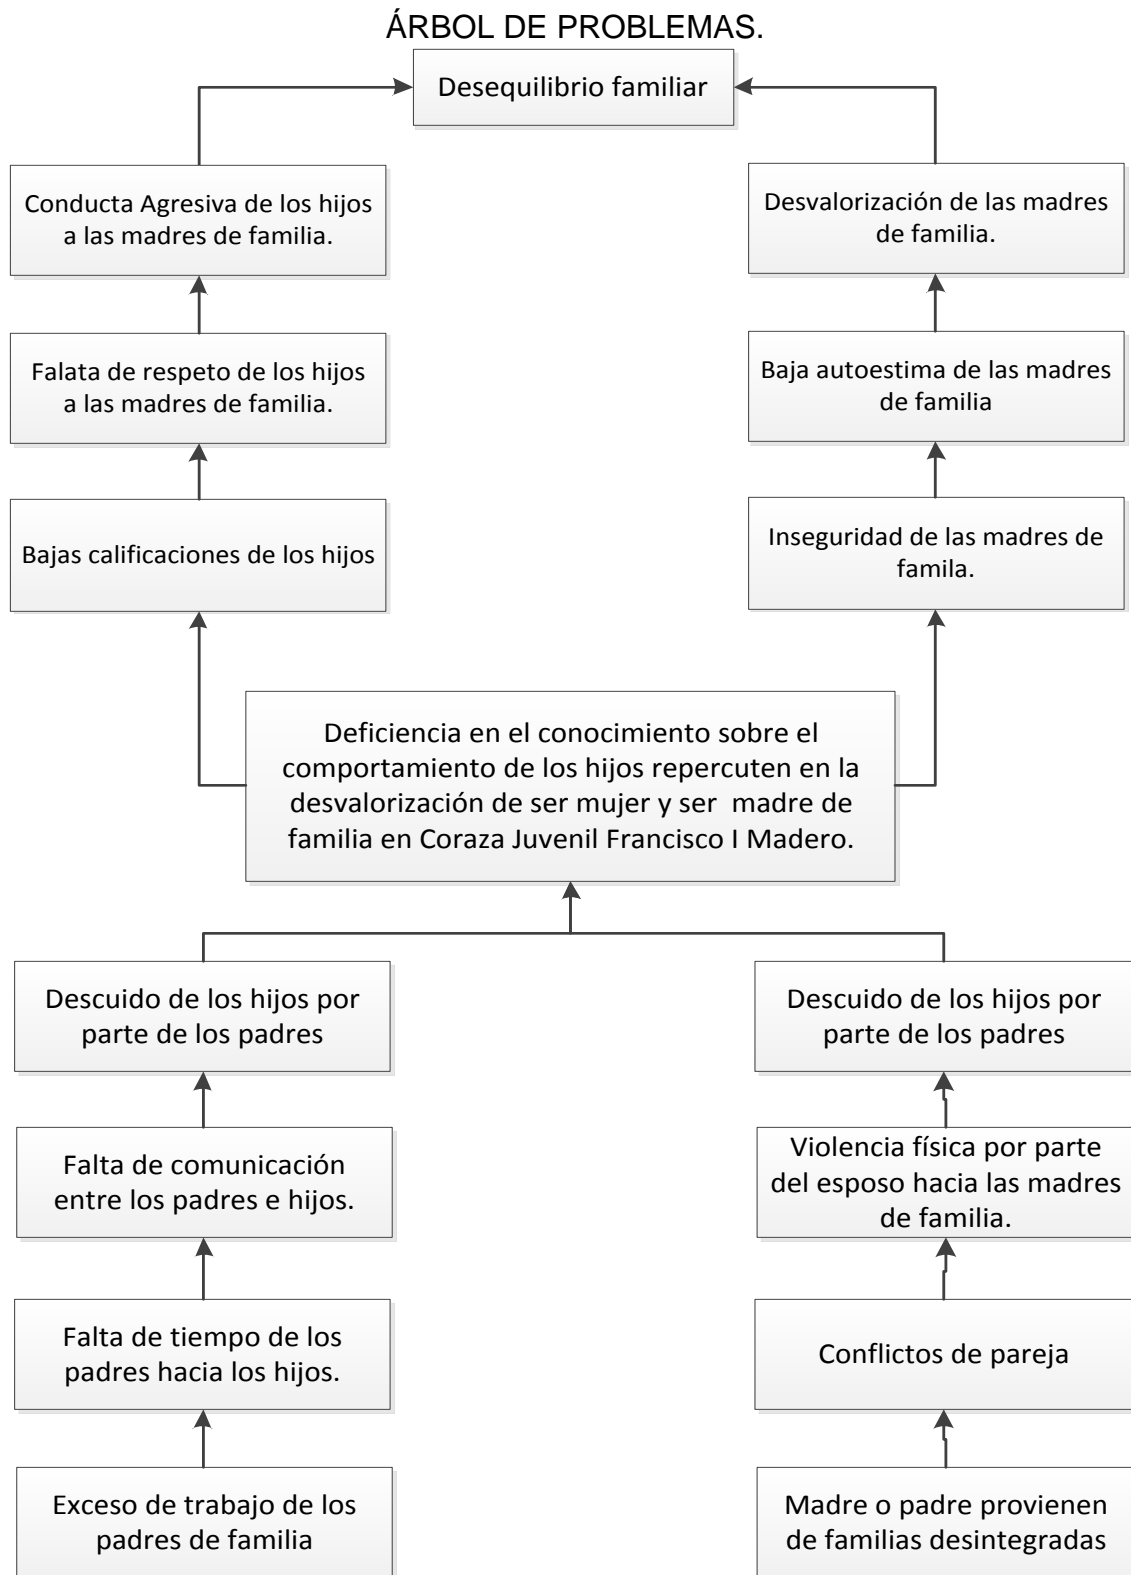 ÁRBOL DE PROBLEMAS.
Desequilibrio familiar
Conducta Agresiva de los hijos
a las madres de familia.
Desvalorización de las madres
de familia.
Falata de respeto de los hijos
a las madres de familia.
Baja autoestima de las madres
de familia
Bajas calificaciones de los hijos
Inseguridad de las madres de
famila.
Deficiencia en el conocimiento sobre el
comportamiento de los hijos repercuten en la
desvalorización de ser mujer y ser  madre de
familia en Coraza Juvenil Francisco I Madero.
Descuido de los hijos por
parte de los padres
Descuido de los hijos por
parte de los padres
Falta de comunicación
entre los padres e hijos.
Violencia física por parte
del esposo hacia las madres
de familia.
Falta de tiempo de los
padres hacia los hijos.
Conflictos de pareja
Exceso de trabajo de los
padres de familia
Madre o padre provienen
de familias desintegradas